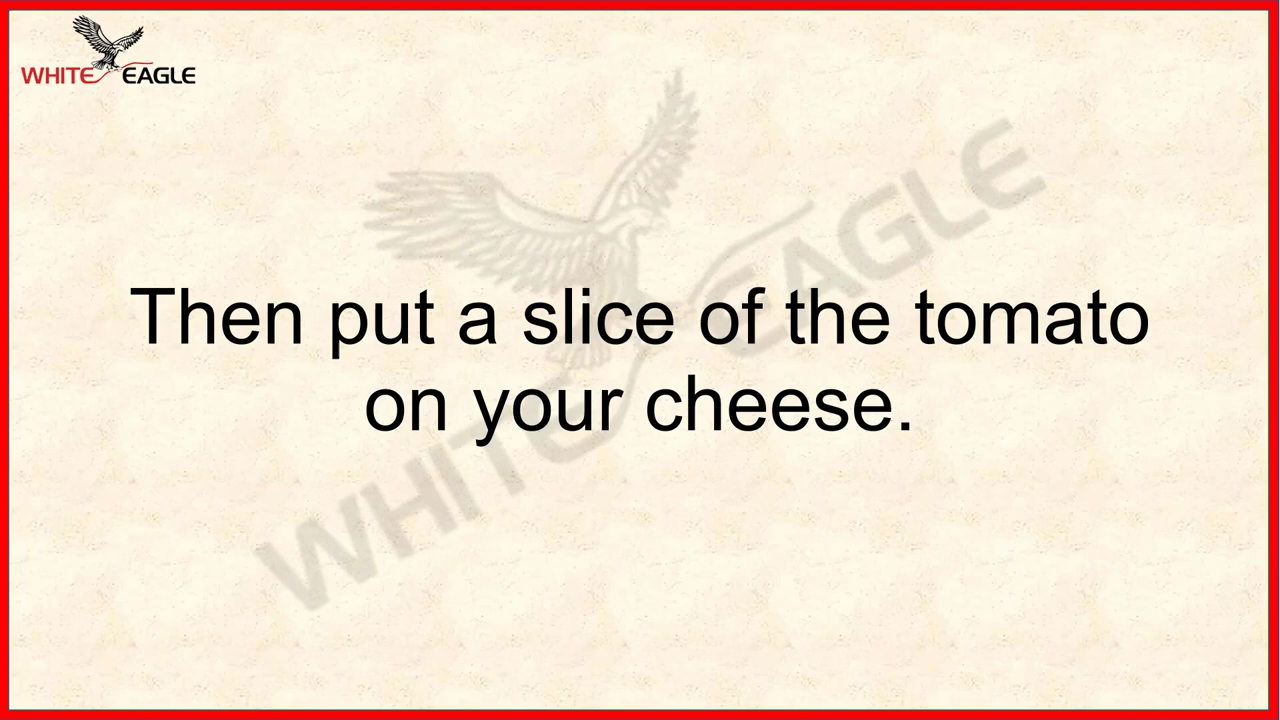 WHITE EAGLE
Then put a slice of the tomato
on your cheese.
WHITE EAGLE